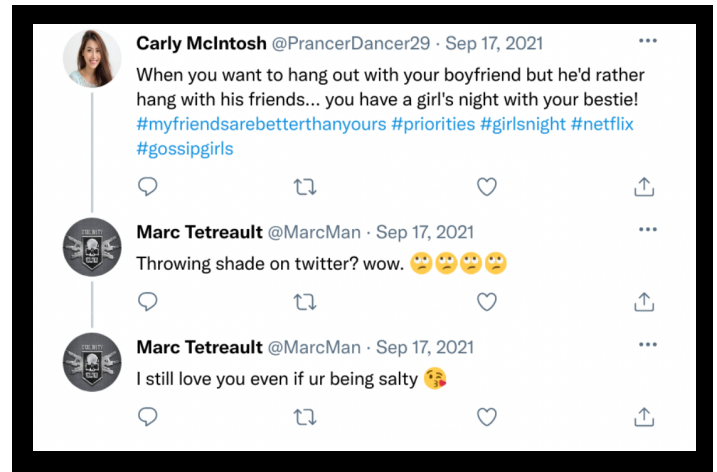 Carly McIntosh @PrancerDancer29 · Sep 17, 2021
When you want to hang out with your boyfriend but he'd rather
hang with his friends... you have a girl's night with your bestie!
#myfriendsarebetterthanyours #priorities #girlsnight #netflix
#gossipgirls
Marc Tetreault @MarcMan · Sep 17, 2021
Throwing shade on twitter? wow. 🙄🙄🙄🙄
Marc Tetreault @MarcMan · Sep 17, 2021
I still love you even if ur being salty 😘